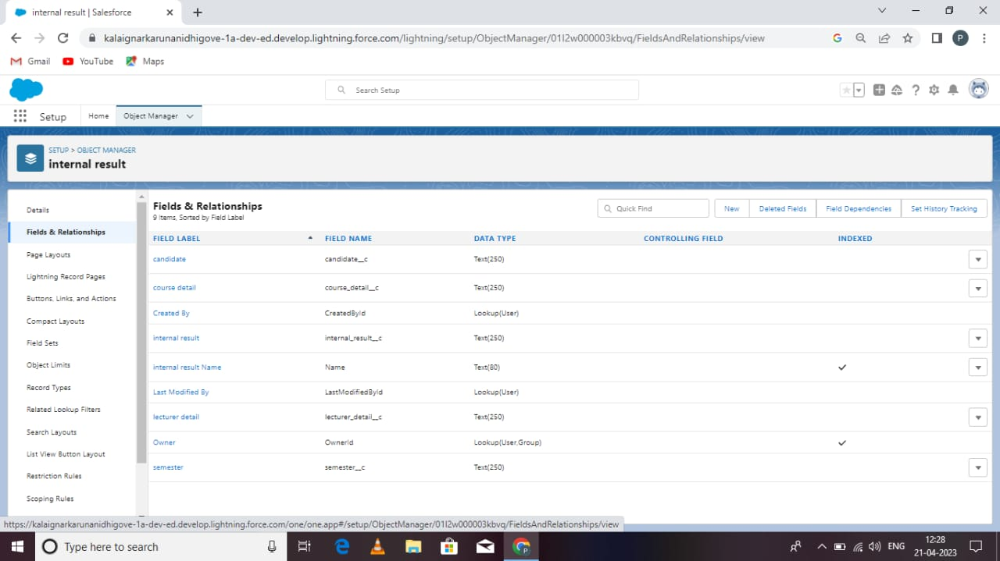 internal result | Salesforce
kalaignarkarunanidhigove-1a-dev-ed.develop.lightning.force.com/lightning/setup/ObjectManager/01I2w000003kbvq/FieldsAndRelationships/view
P
Gmail YouTube Maps
Search Setup
Setup Home Object Manager
SETUP > OBJECT MANAGER
internal result
Details
Fields & Relationships
Page Layouts
Lightning Record Pages
Buttons, Links, and Actions
Compact Layouts
Field Sets
Object Limits
Record Types
Related Lookup Filters
Search Layouts
List View Button Layout
Restriction Rules
Scoping Rules
Fields & Relationships
9 Items, Sorted by Field Label
Quick Find New Deleted Fields Field Dependencies Set History Tracking
FIELD LABEL FIELD NAME DATA TYPE CONTROLLING FIELD INDEXED
candidate candidate__c Text(250)
course detail course_detail__c Text(250)
Created By CreatedById Lookup(User)
internal result internal_result__c Text(250)
internal result Name Name Text(80)
Last Modified By LastModifiedById Lookup(User)
lecturer detail lecturer_detail__c Text(250)
Owner OwnerId Lookup(User,Group)
semester semester__c Text(250)
https://kalaignarkarunanidhigove-1a-dev-ed.develop.lightning.force.com/one/one.app#/setup/ObjectManager/01I2w000003kbvq/FieldsAndRelationships/view
Type here to search
ENG
12:28
21-04-2023